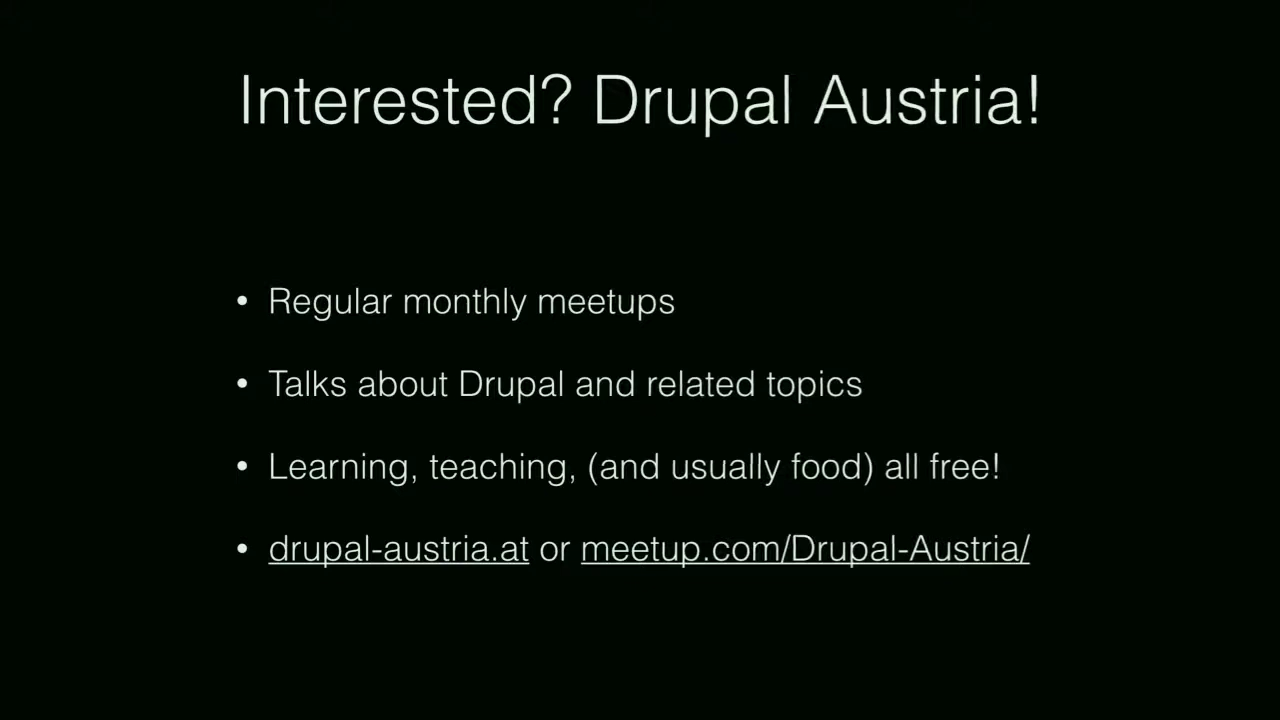 Interested? Drupal Austria!
• Regular monthly meetups
• Talks about Drupal and related topics
• Learning, teaching, (and usually food) all free!
• drupal-austria.at or meetup.com/Drupal-Austria/